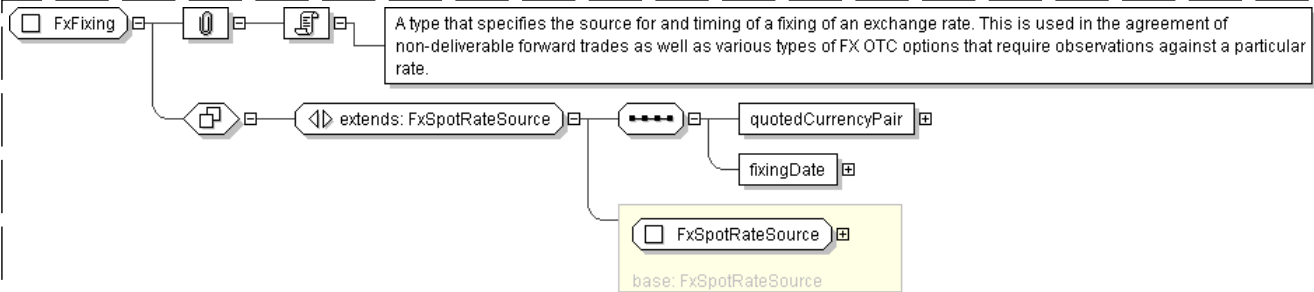 FxFixing
A type that specifies the source for and timing of a fixing of an exchange rate. This is used in the agreement of
non-deliverable forward trades as well as various types of FX OTC options that require observations against a particular
rate.
extends: FxSpotRateSource
quotedCurrencyPair
fixingDate
FxSpotRateSource
base: FxSpotRateSource